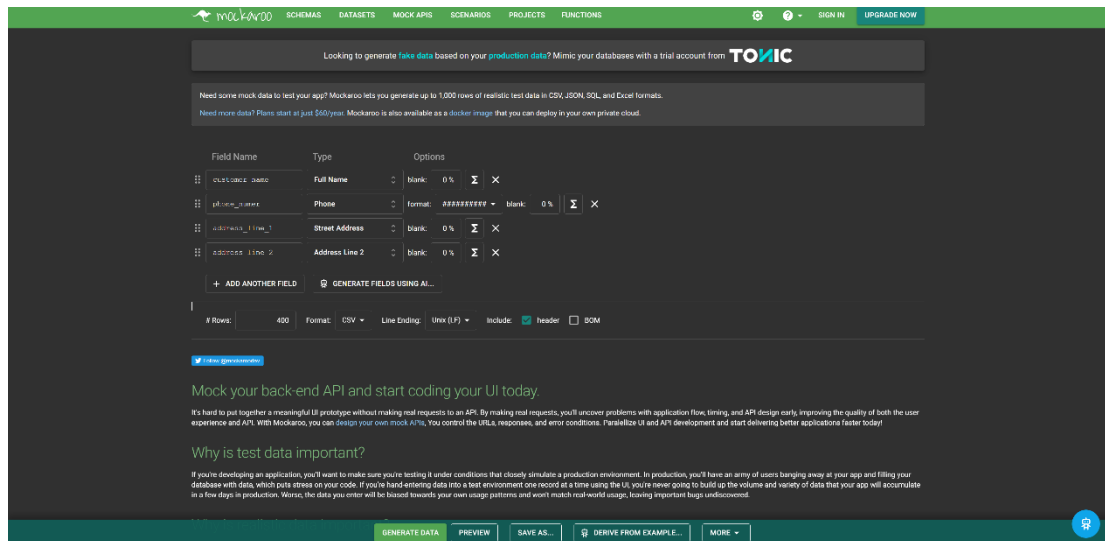 mockaroo SCHEMAS DATASETS MOCK APIS SCENARIOS PROJECTS FUNCTIONS ? SIGN IN UPGRADE NOW
Looking to generate fake data based on your production data? Mimic your databases with a trial account from TONIC
Need some mock data to test your app? Mockaroo lets you generate up to 1,000 rows of realistic test data in CSV, JSON, SQL, and Excel formats.
Need more data? Plans start at just $60/year. Mockaroo is also available as a docker image that you can deploy in your own private cloud.
Field Name Type Options
customer name Full Name blank: 0 % Σ ×
Phone format: ########## blank: 0 % Σ ×
address_line_1 Street Address blank: 0 % Σ ×
address line 2 Address Line 2 blank: 0 % Σ ×
+ ADD ANOTHER FIELD GENERATE FIELDS USING AI...
# Rows: 400 Format: CSV Line Ending: Unix (LF) Include: header BOM
Follow @mockaroodev
Mock your back-end API and start coding your UI today.
It's hard to put together a meaningful UI prototype without making real requests to an API. By making real requests, you'll uncover problems with application flow, timing, and API design early, improving the quality of both the user
experience and API. With Mockaroo, you can design your own mock APIs, You control the URLs, responses, and error conditions. Paralellize UI and API development and start delivering better applications faster today!
Why is test data important?
If you're developing an application, you'll want to make sure you're testing it under conditions that closely simulate a production environment. In production, you'll have an army of users banging away at your app and filling your
database with data, which puts stress on your code. If you're hand-entering data into a test environment one record at a time using the UI, you're never going to build up the volume and variety of data that your app will accumulate
in a few days in production. Worse, the data you enter will be biased towards your own usage patterns and won't match real-world usage, leaving important bugs undiscovered.
GENERATE DATA PREVIEW SAVE AS... DERIVE FROM EXAMPLE... MORE